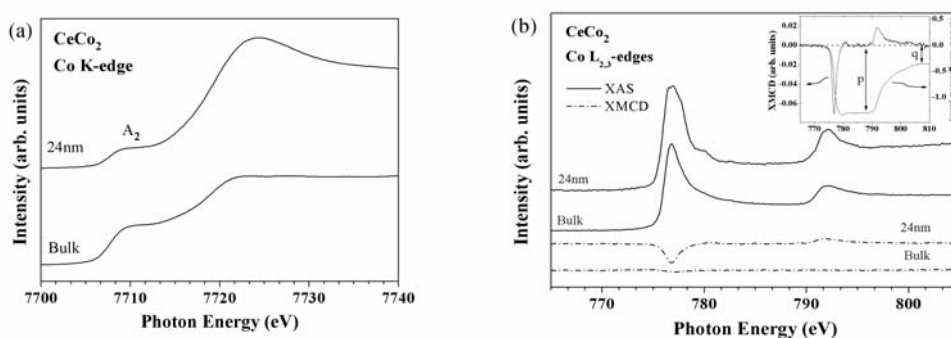 (a)
CeCo2
Co K-edge
A2
24nm
Bulk
Intensity (arb. units)
7700 7710 7720 7730 7740
Photon Energy (eV)
(b)
CeCo2
Co L2,3-edges
XAS
XMCD
24nm
Bulk
24nm
Bulk
Intensity (arb. units)
770 780 790 800
Photon Energy (eV)
XMCD (arb. units)
0.02
0.00
-0.02
-0.04
-0.06
p
q
0.5
0.0
-0.5
-1.0
770 780 790 800 810